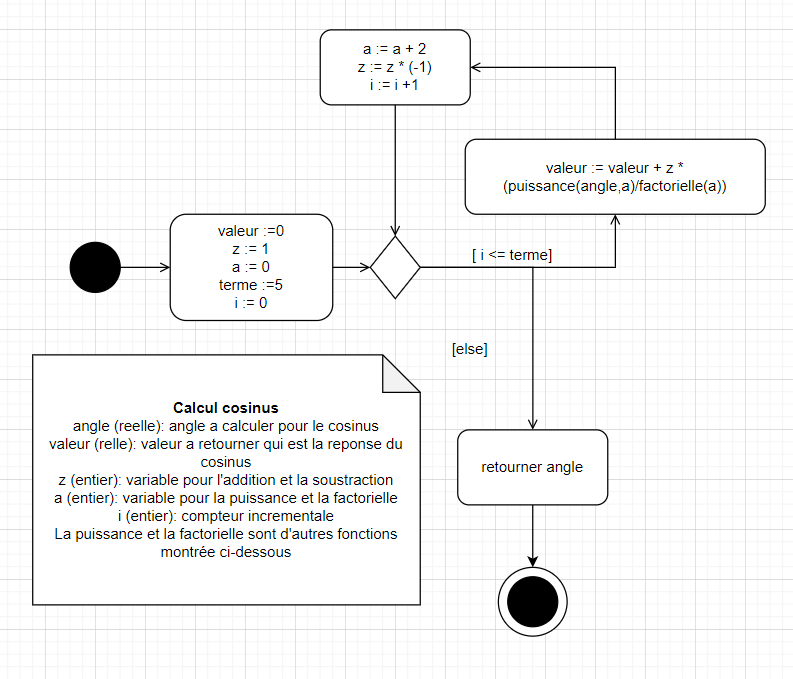 a := a + 2
z := z * (-1)
i := i +1
valeur := valeur + z *
(puissance(angle,a)/factorielle(a))
valeur :=0
z := 1
a := 0
terme :=5
i := 0
[ i <= terme]
[else]
Calcul cosinus
angle (reelle): angle a calculer pour le cosinus
valeur (relle): valeur a retourner qui est la reponse du
cosinus
z (entier): variable pour l'addition et la soustraction
a (entier): variable pour la puissance et la factorielle
i (entier): compteur incrementale
La puissance et la factorielle sont d'autres fonctions
montrée ci-dessous
retourner angle